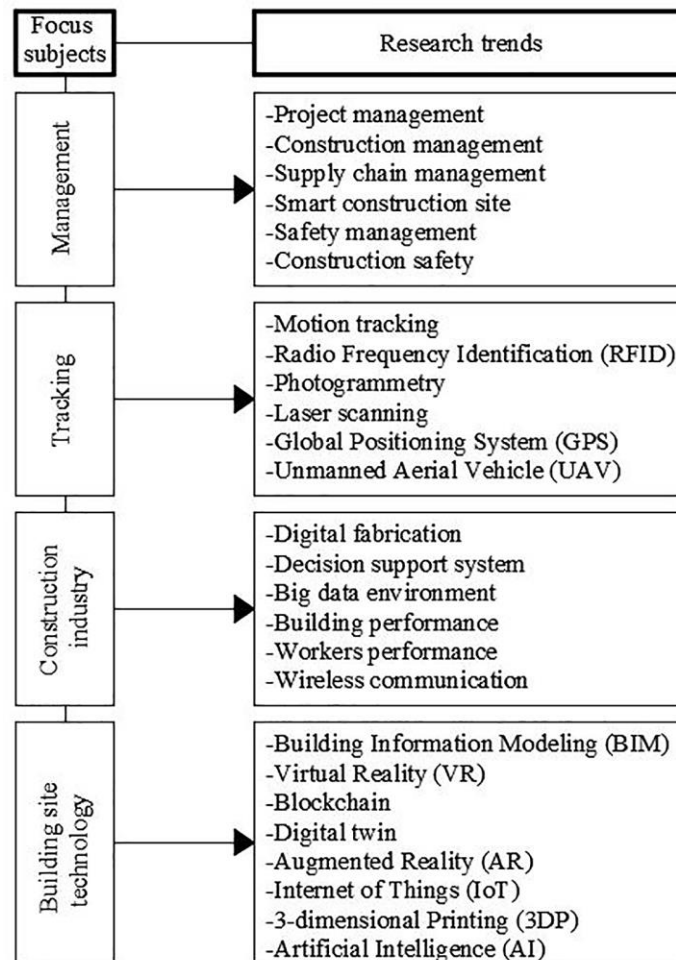 Focus
subjects
Research trends
Management
-Project management
-Construction management
-Supply chain management
-Smart construction site
-Safety management
-Construction safety
Tracking
-Motion tracking
-Radio Frequency Identification (RFID)
-Photogrammetry
-Laser scanning
-Global Positioning System (GPS)
-Unmanned Aerial Vehicle (UAV)
Construction
industry
-Digital fabrication
-Decision support system
-Big data environment
-Building performance
-Workers performance
-Wireless communication
Building site
technology
-Building Information Modeling (BIM)
-Virtual Reality (VR)
-Blockchain
-Digital twin
-Augmented Reality (AR)
-Internet of Things (IoT)
-3-dimensional Printing (3DP)
-Artificial Intelligence (AI)